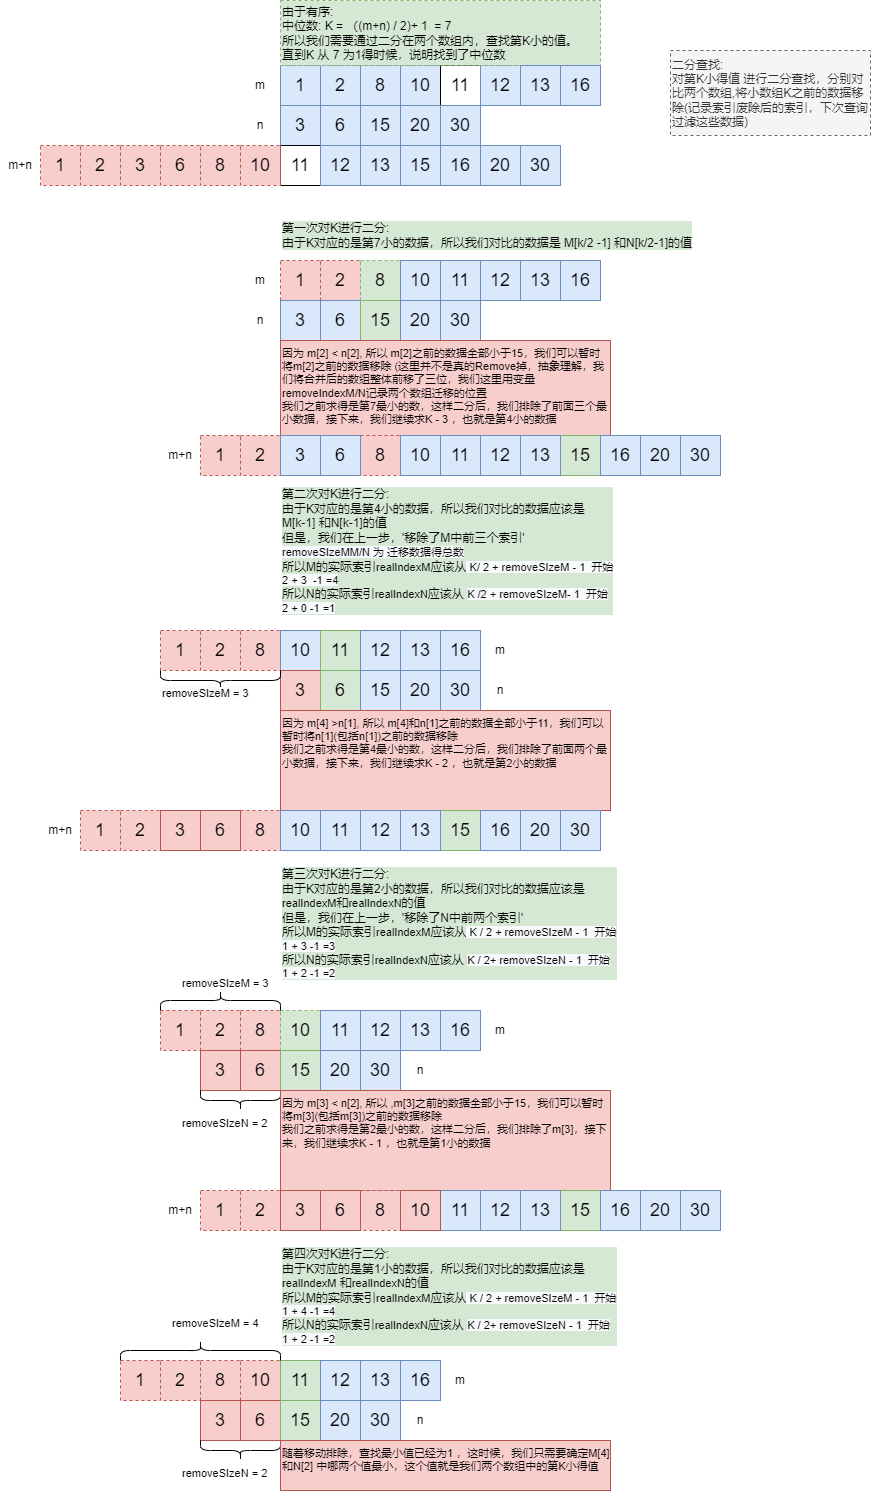 由于有序:
中位数: K = （(m+n) / 2)+ 1 = 7
所以我们需要通过二分在两个数组内，查找第K小的值。
直到K 从 7 为1得时候，说明找到了中位数
二分查找:
对第K小得值 进行二分查找，分别对
比两个数组,将小数组K之前的数据移
除(记录索引废除后的索引，下次查询
过滤这些数据)
m 1 2 8 10 11 12 13 16
n 3 6 15 20 30
m+n 1 2 3 6 8 10 11 12 13 15 16 20 30
第一次对K进行二分:
由于K对应的是第7小的数据，所以我们对比的数据是 M[k/2 -1] 和N[k/2-1]的值
m 1 2 8 10 11 12 13 16
n 3 6 15 20 30
因为 m[2] < n[2], 所以 m[2]之前的数据全部小于15，我们可以暂时
将m[2]之前的数据移除 (这里并不是真的Remove掉，抽象理解，我
们将合并后的数组整体前移了三位，我们这里用变量
removeIndexM/N记录两个数组迁移的位置
我们之前求得是第7最小的数，这样二分后，我们排除了前面三个最
小数据，接下来，我们继续求K - 3 ，也就是第4小的数据
m+n 1 2 3 6 8 10 11 12 13 15 16 20 30
第二次对K进行二分:
由于K对应的是第4小的数据，所以我们对比的数据应该是
M[k-1] 和N[k-1]的值
但是，我们在上一步，'移除了M中前三个索引'
removeSIzeMM/N 为 迁移数据得总数
所以M的实际索引realIndexM应该从 K/ 2 + removeSIzeM - 1 开始
2 + 3 -1 =4
所以N的实际索引realIndexN应该从 K /2 + removeSIzeM- 1 开始
2 + 0 -1 =1
1 2 8 10 11 12 13 16 m
3 6 15 20 30 n
removeSIzeM = 3
因为 m[4] >n[1], 所以 m[4]和n[1]之前的数据全部小于11，我们可以
暂时将n[1](包括n[1])之前的数据移除
我们之前求得是第4最小的数，这样二分后，我们排除了前面两个最
小数据，接下来，我们继续求K - 2 ，也就是第2小的数据
m+n 1 2 3 6 8 10 11 12 13 15 16 20 30
第三次对K进行二分:
由于K对应的是第2小的数据，所以我们对比的数据应该是
realIndexM和realIndexN的值
但是，我们在上一步，'移除了N中前两个索引'
所以M的实际索引realIndexM应该从 K / 2 + removeSIzeM - 1 开始
1 + 3 -1 =3
所以N的实际索引realIndexN应该从 K / 2+ removeSIzeN - 1 开始
1 + 2 -1 =2
removeSIzeM = 3
1 2 8 10 11 12 13 16 m
3 6 15 20 30 n
removeSIzeN = 2
因为 m[3] < n[2], 所以 ,m[3]之前的数据全部小于15，我们可以暂时
将m[3](包括m[3])之前的数据移除
我们之前求得是第2最小的数，这样二分后，我们排除了m[3]，接下
来，我们继续求K - 1 ，也就是第1小的数据
m+n 1 2 3 6 8 10 11 12 13 15 16 20 30
第四次对K进行二分:
由于K对应的是第1小的数据，所以我们对比的数据应该是
realIndexM 和realIndexN的值
所以M的实际索引realIndexM应该从 K / 2 + removeSIzeM - 1 开始
1 + 4 -1 =4
所以N的实际索引realIndexN应该从 K / 2+ removeSIzeN - 1 开始
1 + 2 -1 =2
removeSIzeM = 4
1 2 8 10 11 12 13 16 m
3 6 15 20 30 n
removeSIzeN = 2
随着移动排除，查找最小值已经为1 ，这时候，我们只需要确定M[4]
和N[2] 中哪两个值最小，这个值就是我们两个数组中的第K小得值